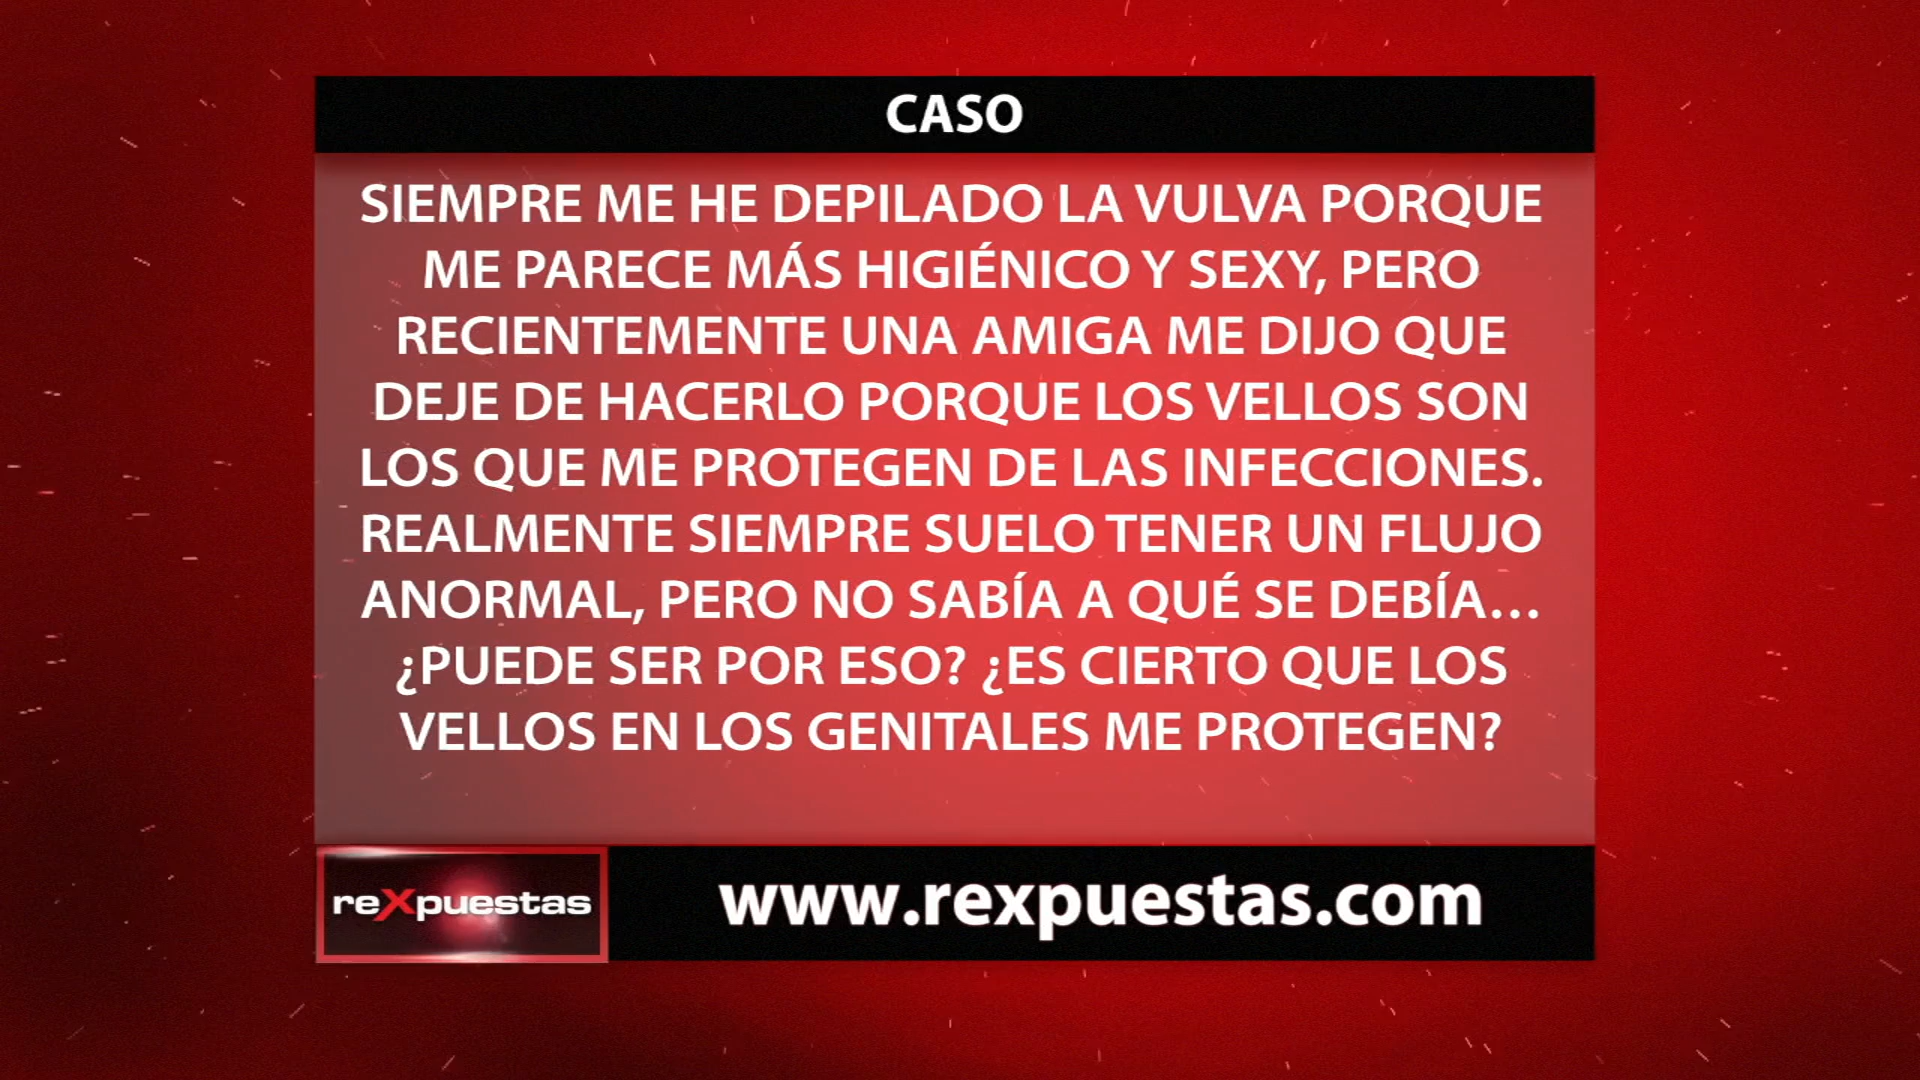 CASO
SIEMPRE ME HE DEPILADO LA VULVA PORQUE
ME PARECE MÁS HIGIÉNICO Y SEXY, PERO
RECIENTEMENTE UNA AMIGA ME DIJO QUE
DEJE DE HACERLO PORQUE LOS VELLOS SON
LOS QUE ME PROTEGEN DE LAS INFECCIONES.
REALMENTE SIEMPRE SUELO TENER UN FLUJO
ANORMAL, PERO NO SABÍA A QUÉ SE DEBÍA...
¿PUEDE SER POR ESO? ¿ES CIERTO QUE LOS
VELLOS EN LOS GENITALES ME PROTEGEN?
reXpuestas
www.rexpuestas.com